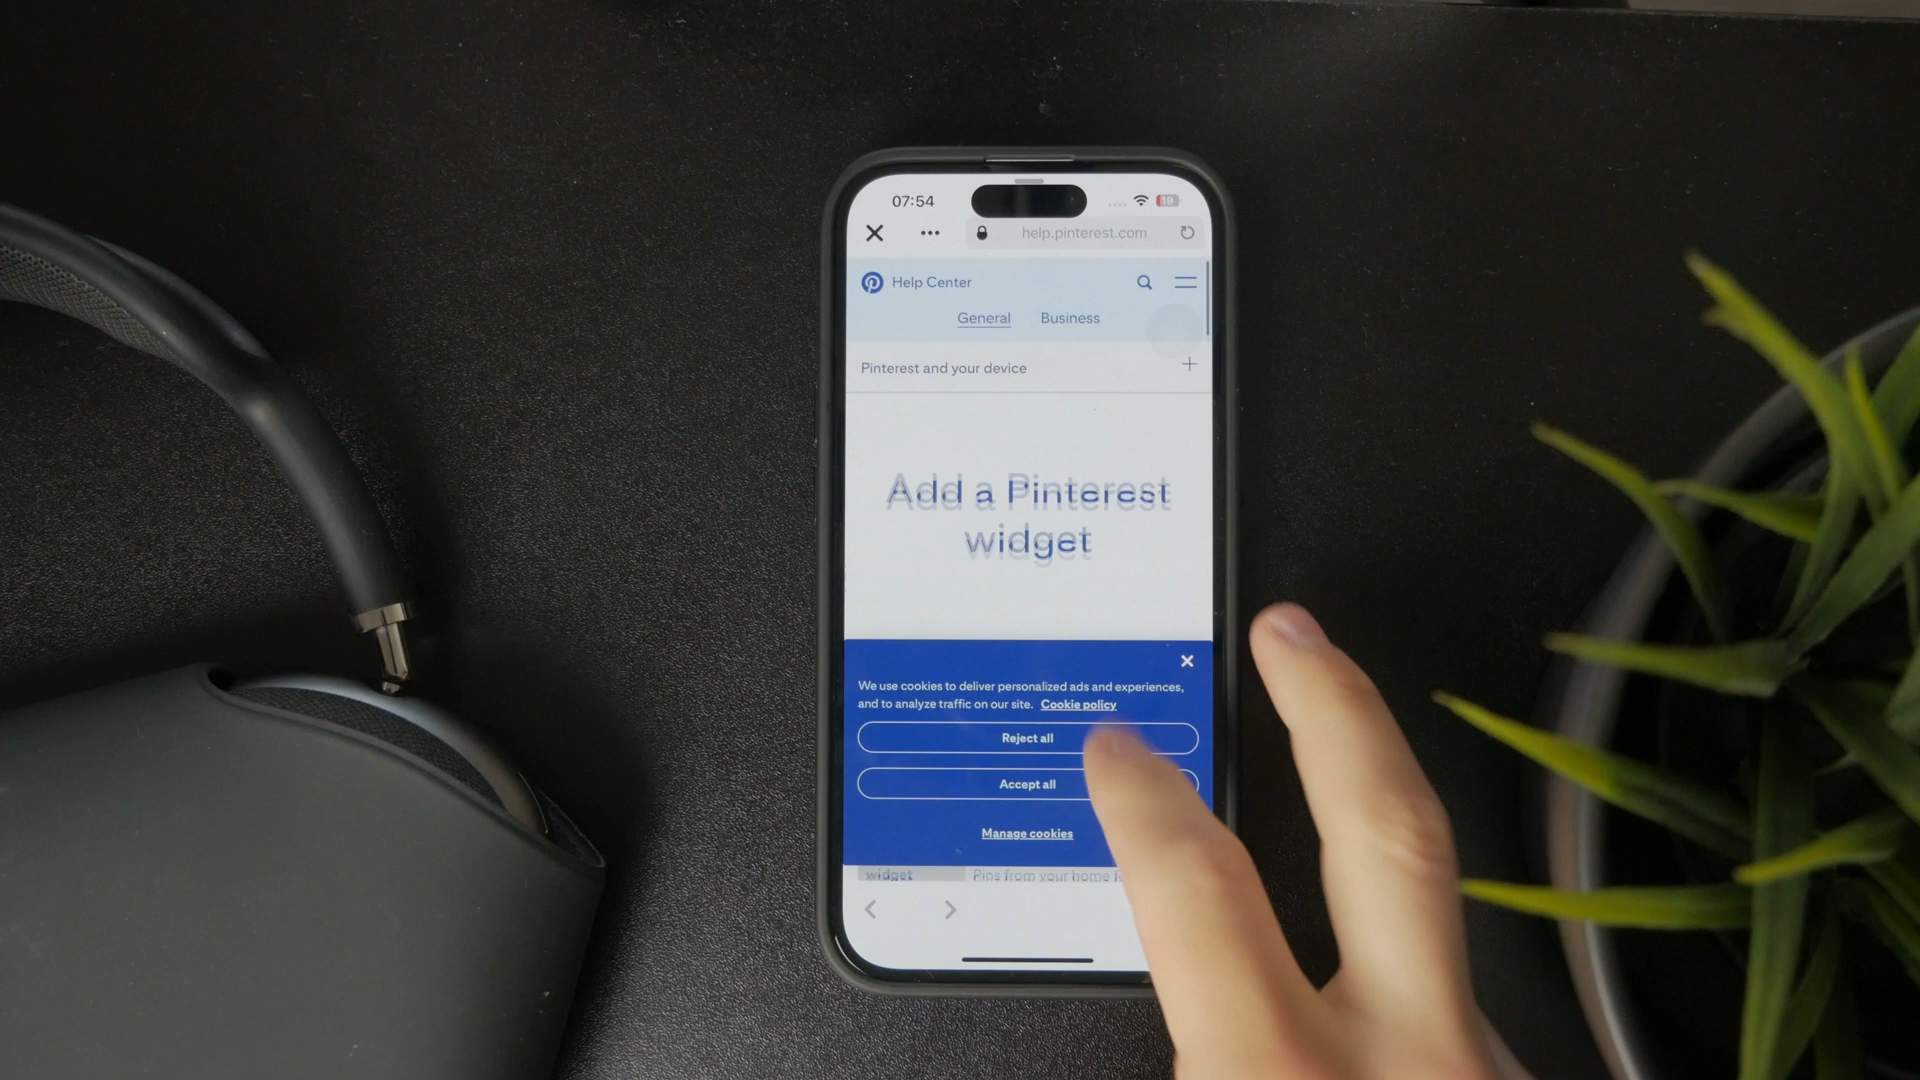 07:54
19
help.pinterest.com
Help Center
General Business
Pinterest and your device
Add a Pinterest
widget
We use cookies to deliver personalized ads and experiences,
and to analyze traffic on our site. Cookie policy
Reject all
Accept all
Manage cookies
widget Pins from your home